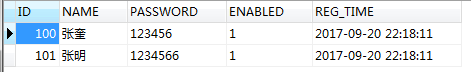 ID NAME PASSWORD ENABLED REG_TIME
100 张奎 123456 1 2017-09-20 22:18:11
101 张明 1234566 1 2017-09-20 22:18:11